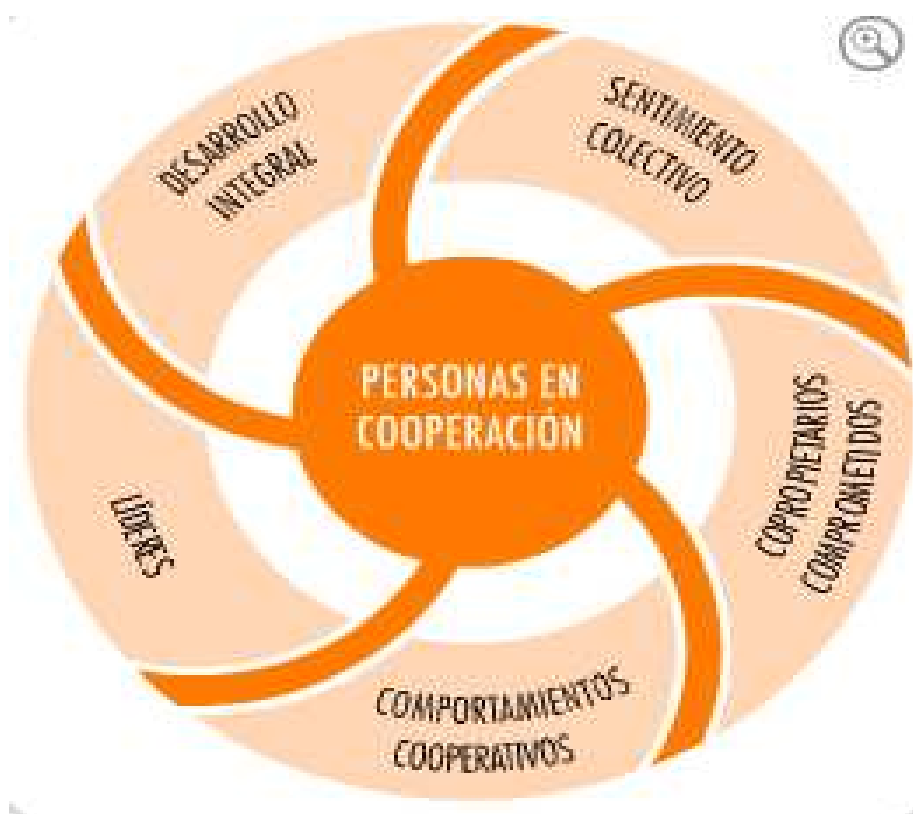 DESARROLLO
INTEGRAL
SENTIMIENTO
COLECTIVO
PERSONAS EN
COOPERACIÓN
COPROPIETARIOS
COMPROMETIDOS
LÍDERES
COMPORTAMIENTOS
COOPERATIVOS